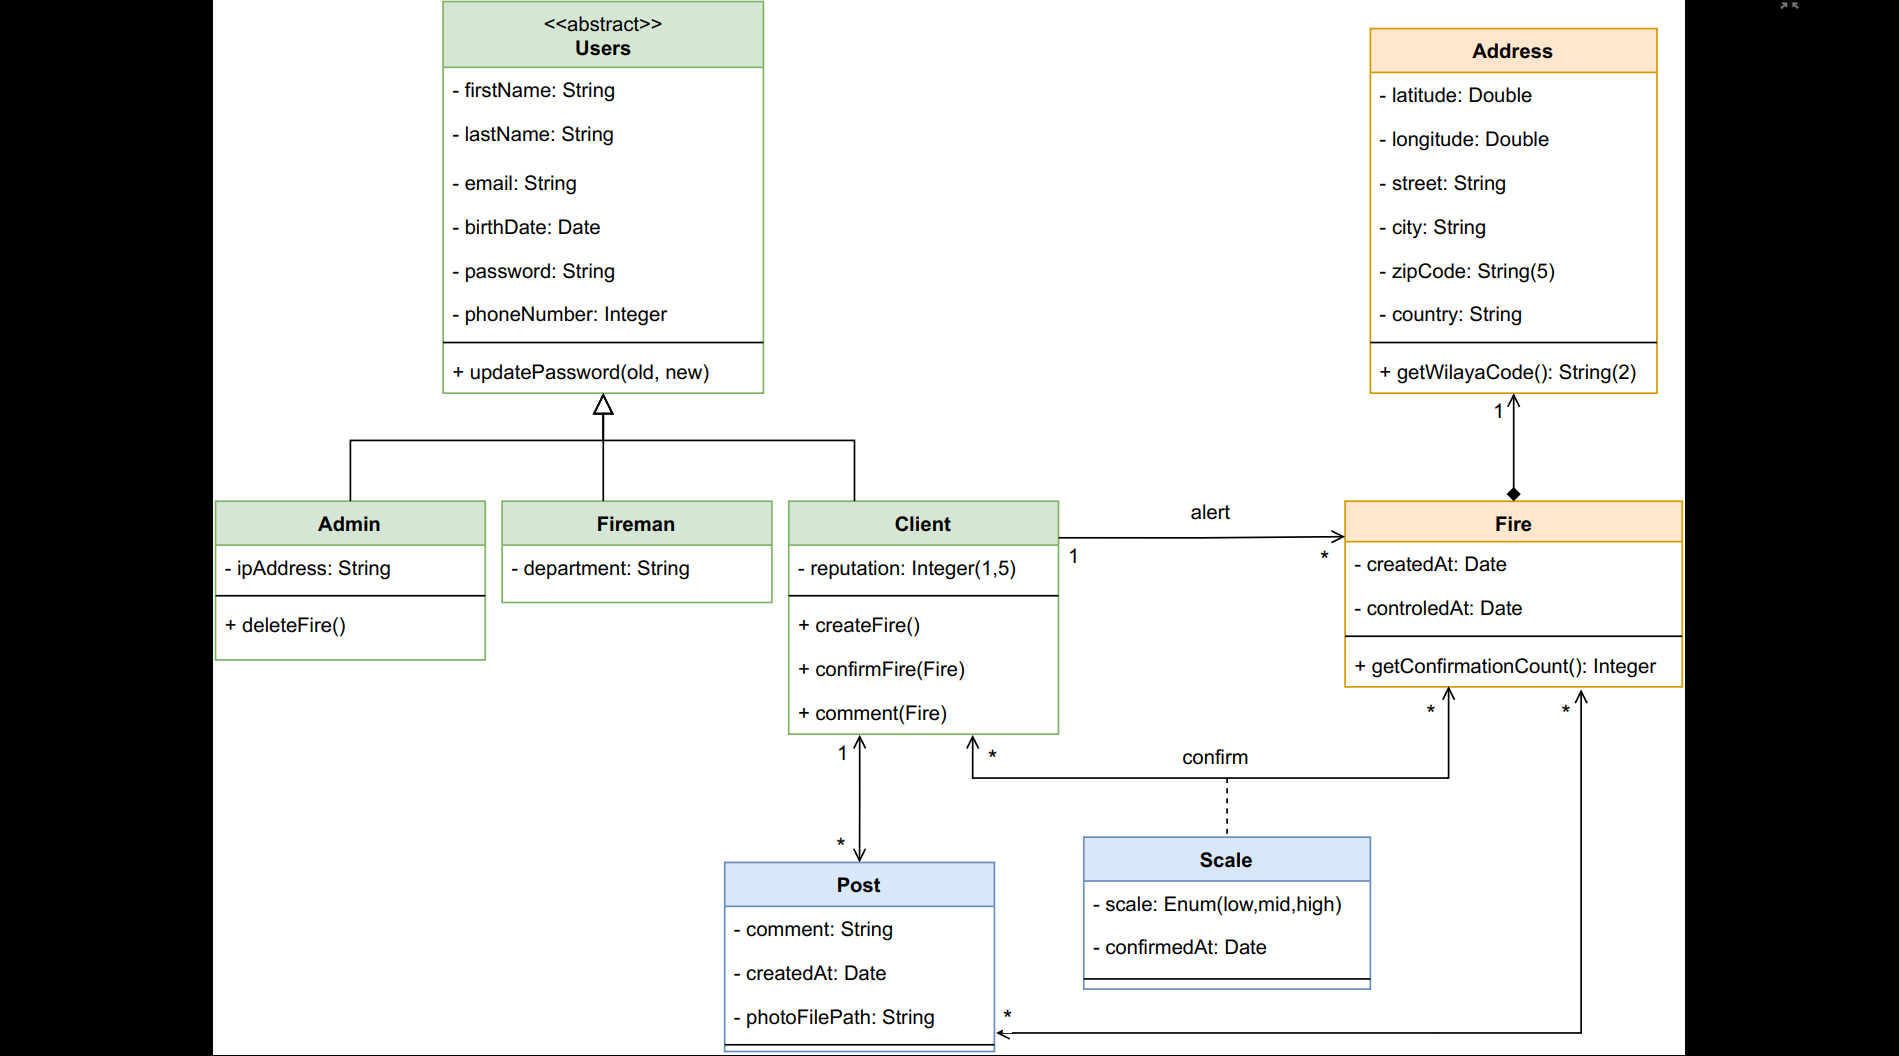 <<abstract>>
Users
- firstName: String
- lastName: String
- email: String
- birthDate: Date
- password: String
- phoneNumber: Integer
+ updatePassword(old, new)
Address
- latitude: Double
- longitude: Double
- street: String
- city: String
- zipCode: String(5)
- country: String
+ getWilayaCode(): String(2)
1
Admin
- ipAddress: String
+ deleteFire()
Fireman
- department: String
Client
- reputation: Integer(1,5)
+ createFire()
+ confirmFire(Fire)
+ comment(Fire)
alert
1
*
Fire
- createdAt: Date
- controledAt: Date
+ getConfirmationCount(): Integer
*
*
1
*
confirm
*
Post
- comment: String
- createdAt: Date
- photoFilePath: String
Scale
- scale: Enum(low,mid,high)
- confirmedAt: Date
*